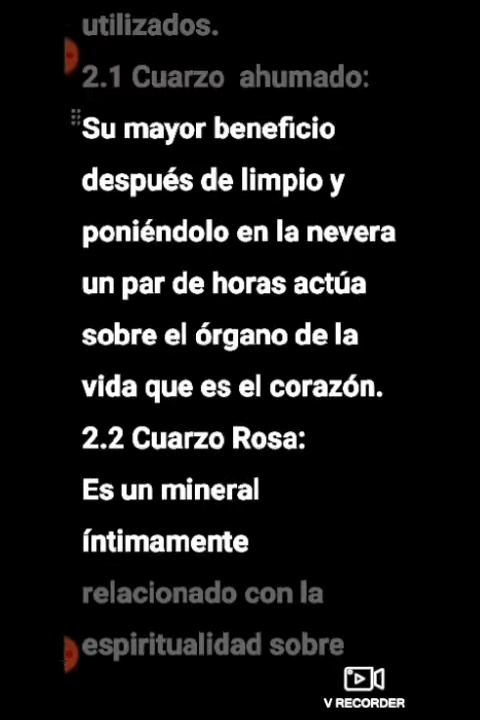 utilizados.
2.1 Cuarzo ahumado:
Su mayor beneficio
después de limpio y
poniéndolo en la nevera
un par de horas actúa
sobre el órgano de la
vida que es el corazón.
2.2 Cuarzo Rosa:
Es un mineral
íntimamente
relacionado con la
espiritualidad sobre
V RECORDER